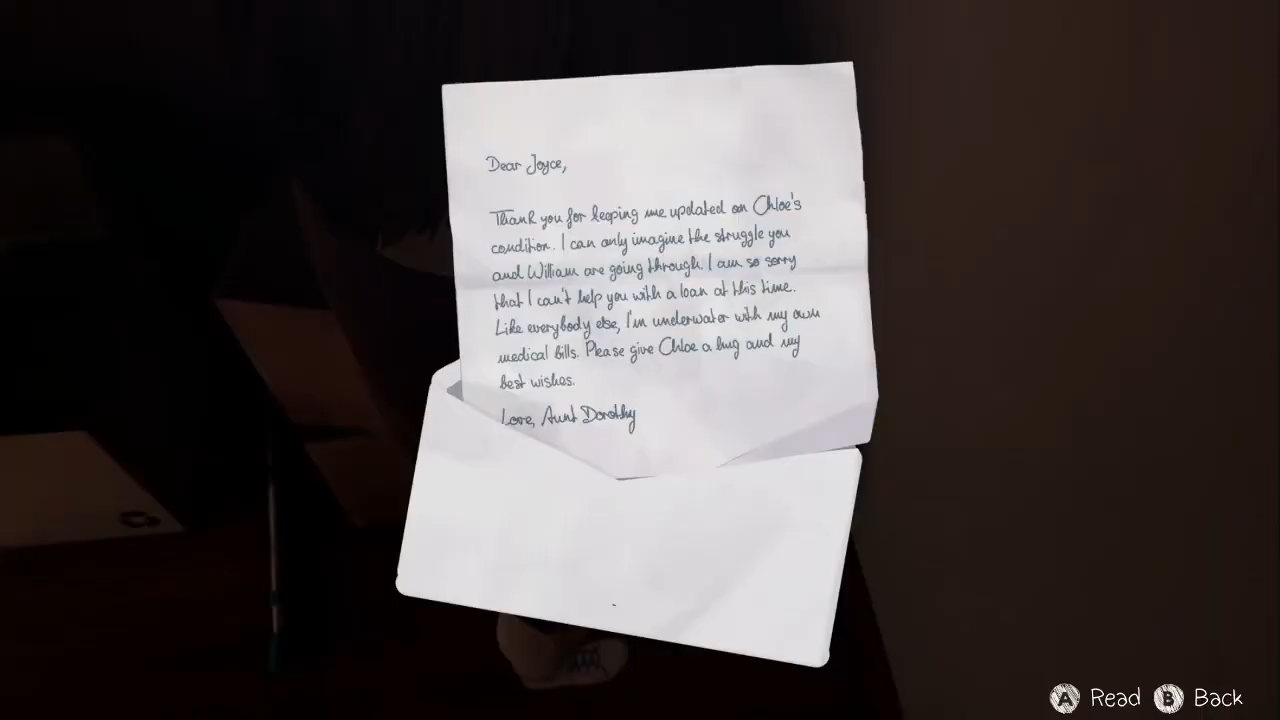 Dear Joyce,
Thank you for keeping me updated on Chloe's
condition. I can only imagine the struggle you
and William are going through. I am so sorry
that I can't help you with a loan at this time.
Like everybody else, I'm underwater with my own
medical bills. Please give Chloe a hug and my
best wishes.
Love, Aunt Dorothy
A Read B Back